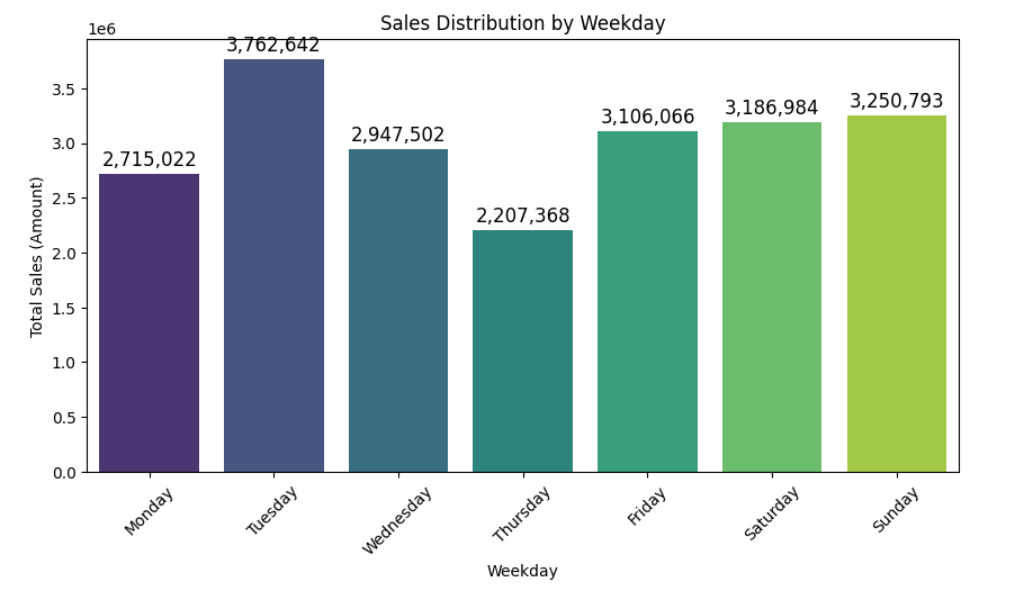 Sales Distribution by Weekday
1e6
3,762,642
3,250,793
3,186,984
3,106,066
2,947,502
2,715,022
2,207,368
3.5
3.0
2.5
2.0
1.5
1.0
0.5
0.0
Total Sales (Amount)
Monday
Tuesday
Wednesday
Thursday
Friday
Saturday
Sunday
Weekday